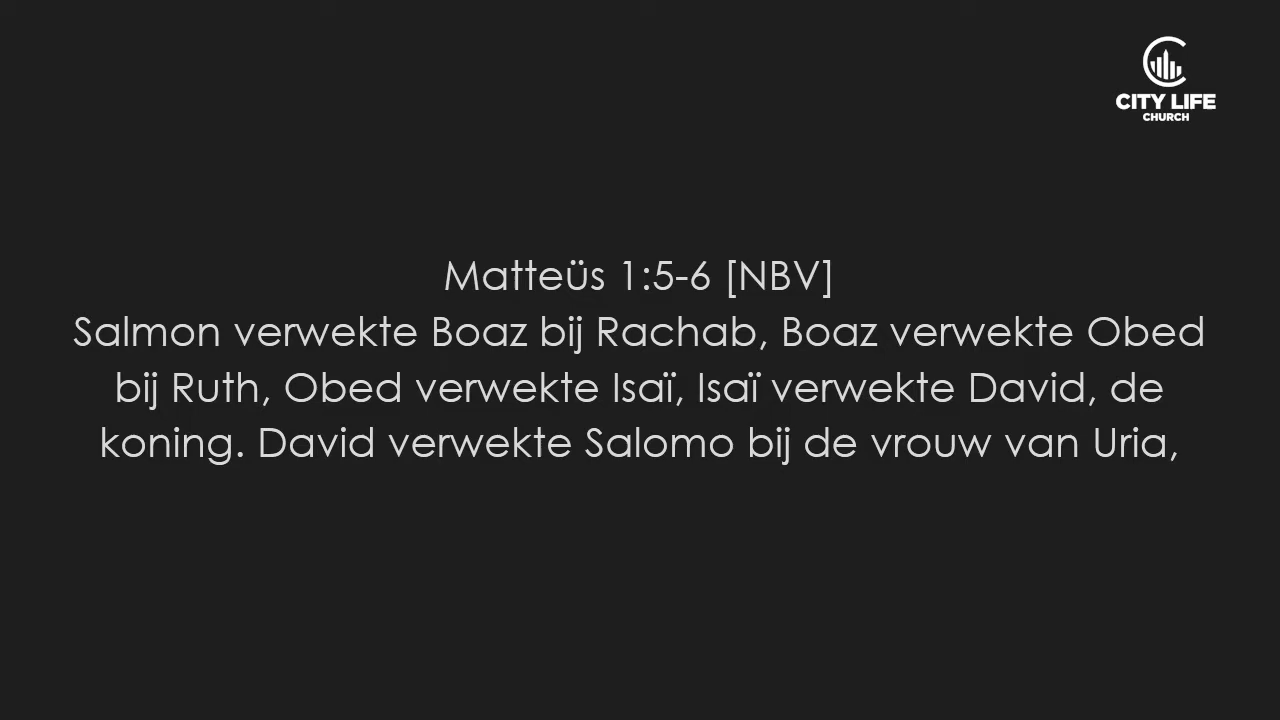 CITY LIFE
CHURCH
Matteüs 1:5-6 [NBV]
Salmon verwekte Boaz bij Rachab, Boaz verwekte Obed
bij Ruth, Obed verwekte Isaï, Isaï verwekte David, de
koning. David verwekte Salomo bij de vrouw van Uria,